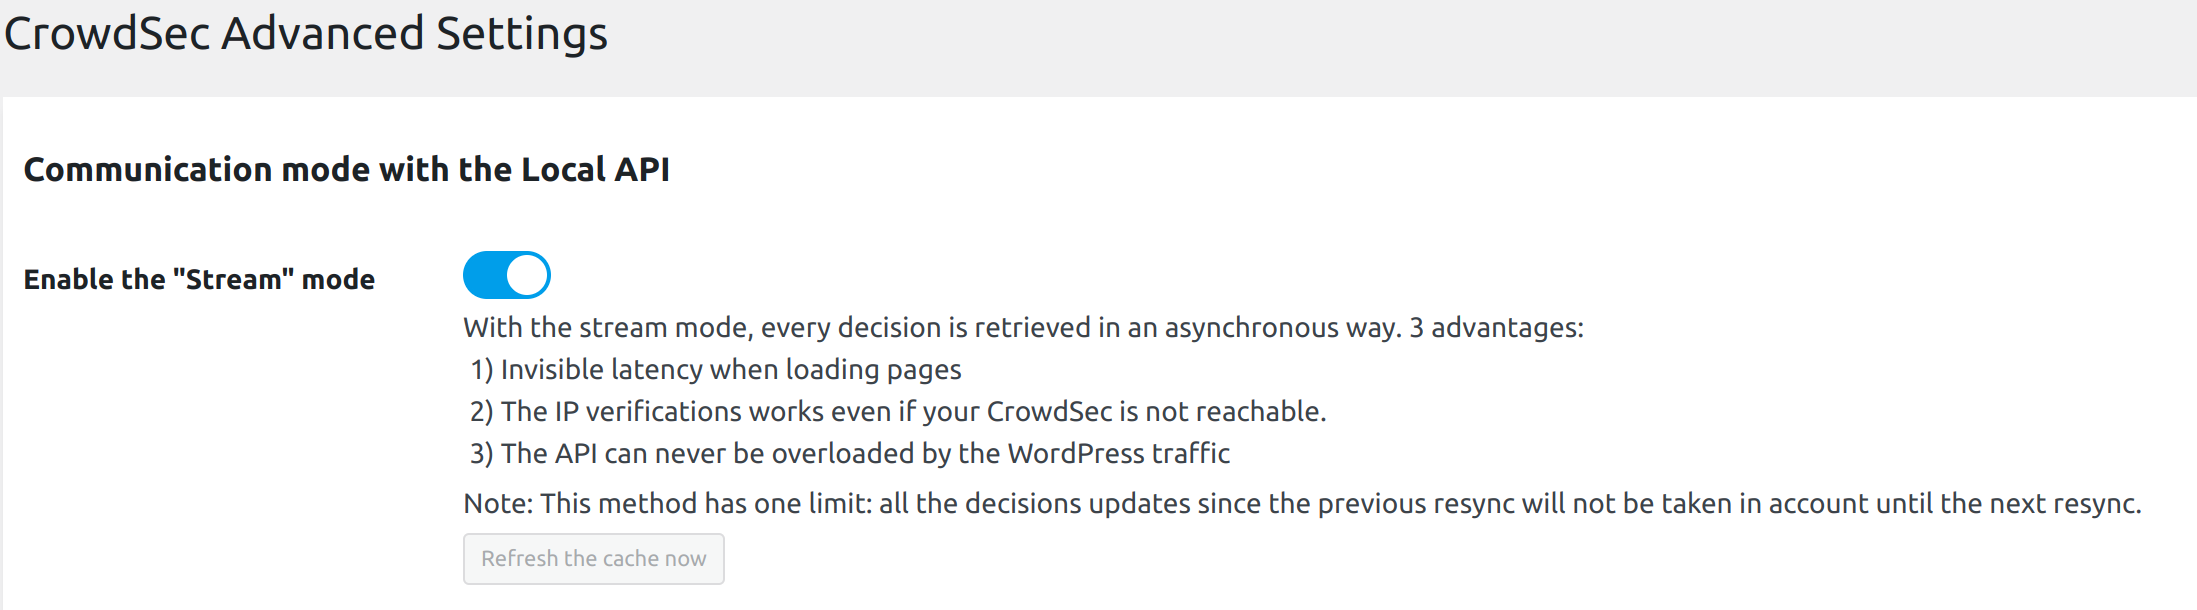 CrowdSec Advanced Settings
Communication mode with the Local API
Enable the "Stream" mode
With the stream mode, every decision is retrieved in an asynchronous way. 3 advantages:
1) Invisible latency when loading pages
2) The IP verifications works even if your CrowdSec is not reachable.
3) The API can never be overloaded by the WordPress traffic
Note: This method has one limit: all the decisions updates since the previous resync will not be taken in account until the next resync.
Refresh the cache now